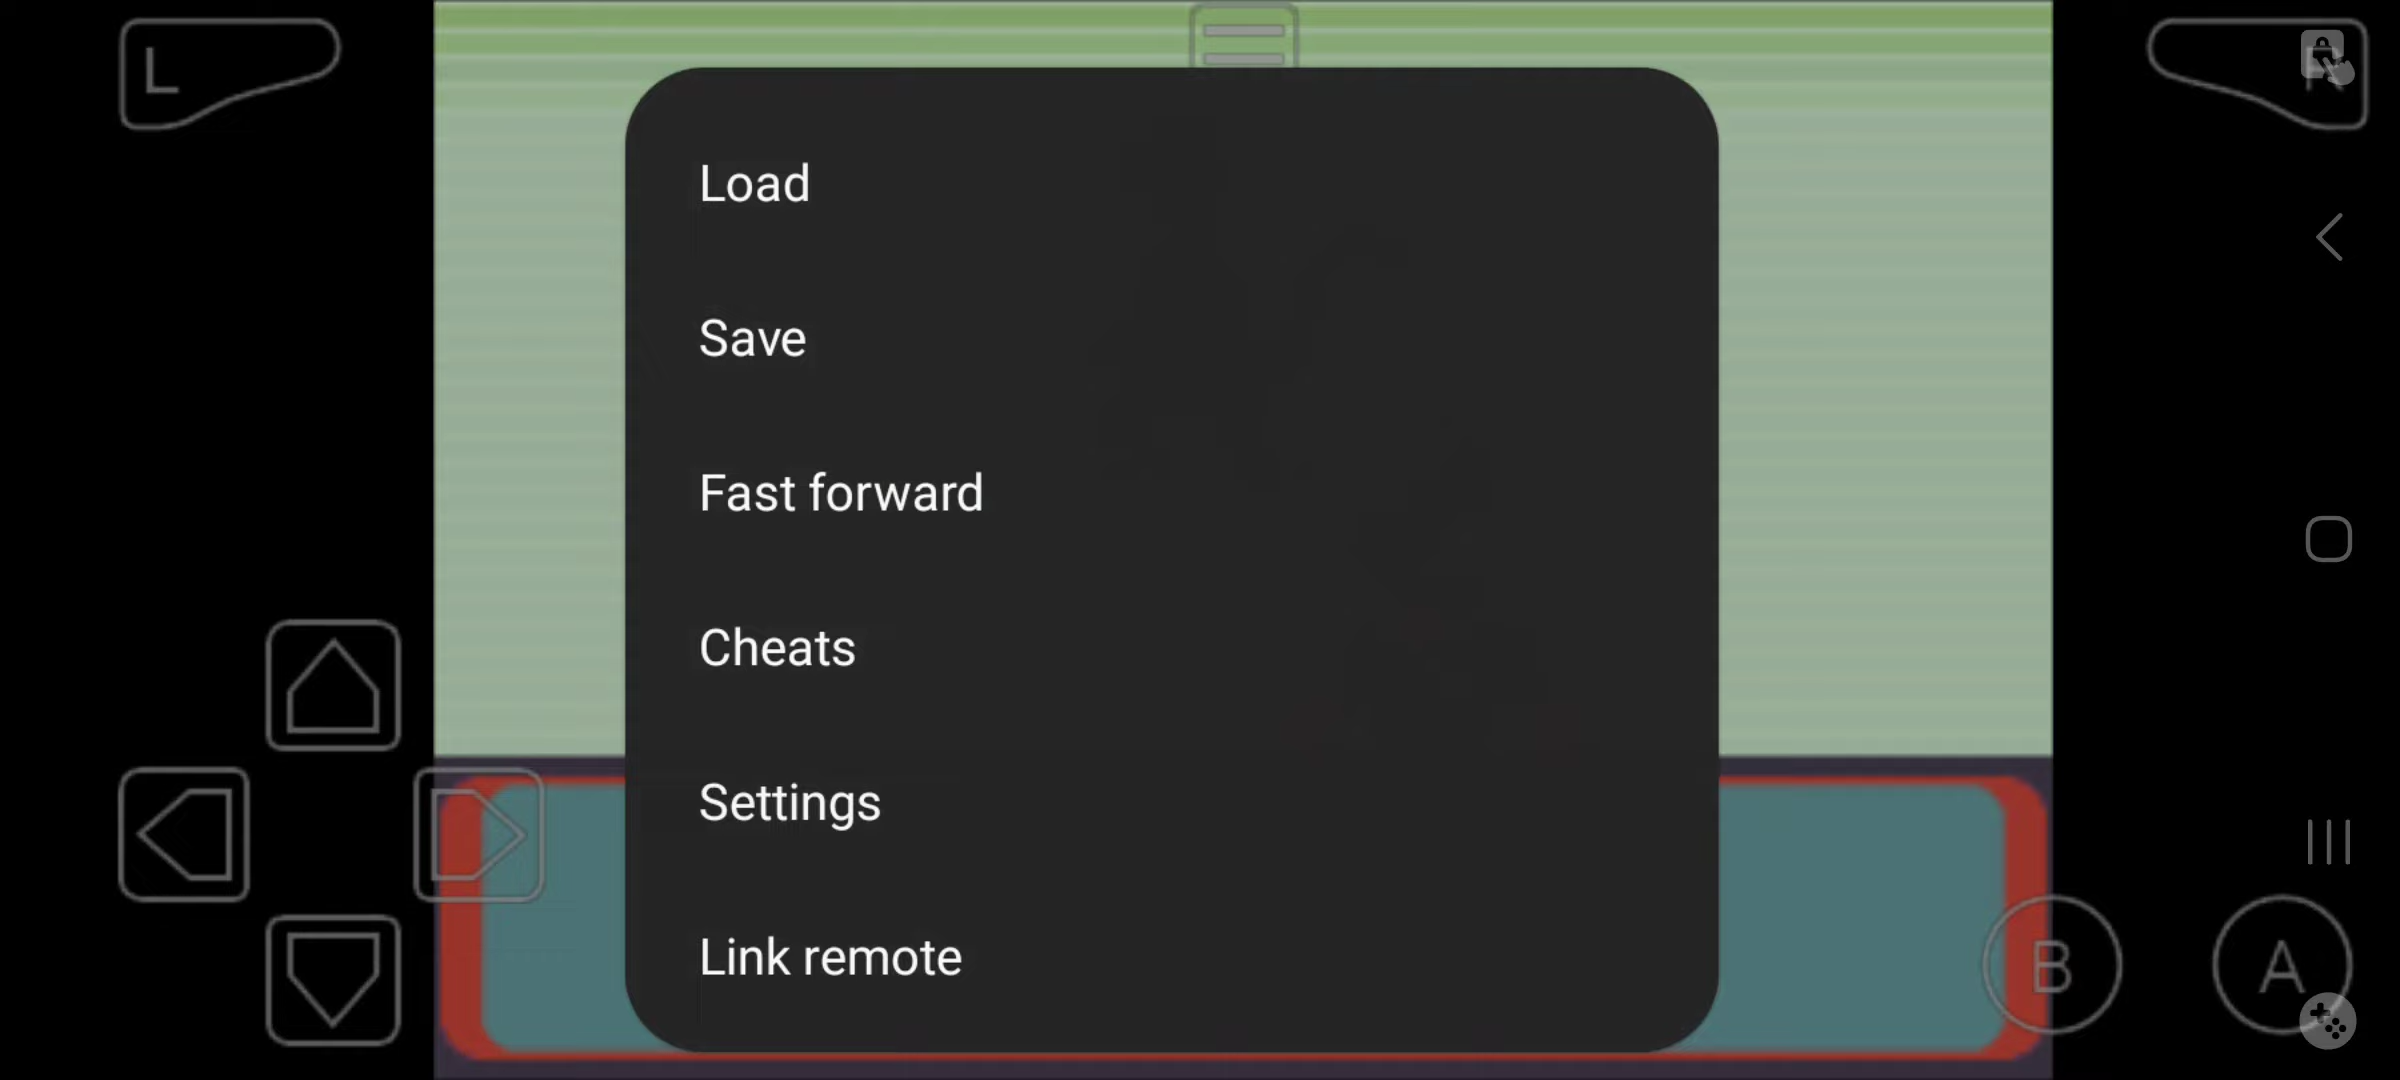 L
R
Load
Save
Fast forward
Cheats
Settings
Link remote
B
A